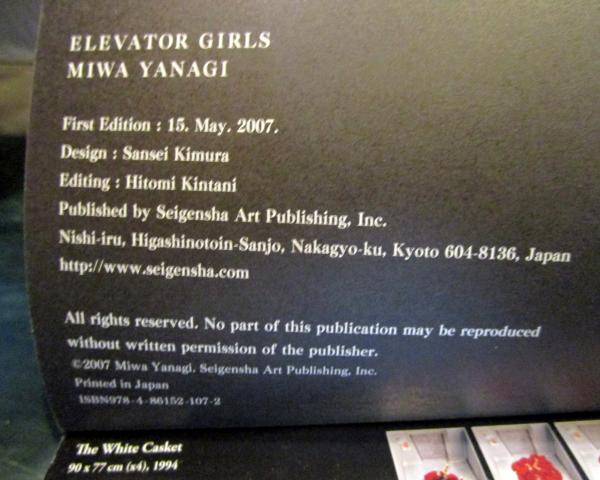 ELEVATOR GIRLS
MIWA YANAGI
First Edition : 15. May. 2007.
Design : Sansei Kimura
Editing : Hitomi Kintani
Published by Seigensha Art Publishing, Inc.
Nishi-iru, Higashinotoin-Sanjo, Nakagyo-ku, Kyoto 604-8136, Japan
http://www.seigensha.com
All rights reserved. No part of this publication may be reproduced
without written permission of the publisher.
©2007 Miwa Yanagi. Seigensha Art Publishing, Inc.
Printed in Japan
ISBN978-4-86152-107-2
The White Casket
90 x 77 cm (x4), 1994